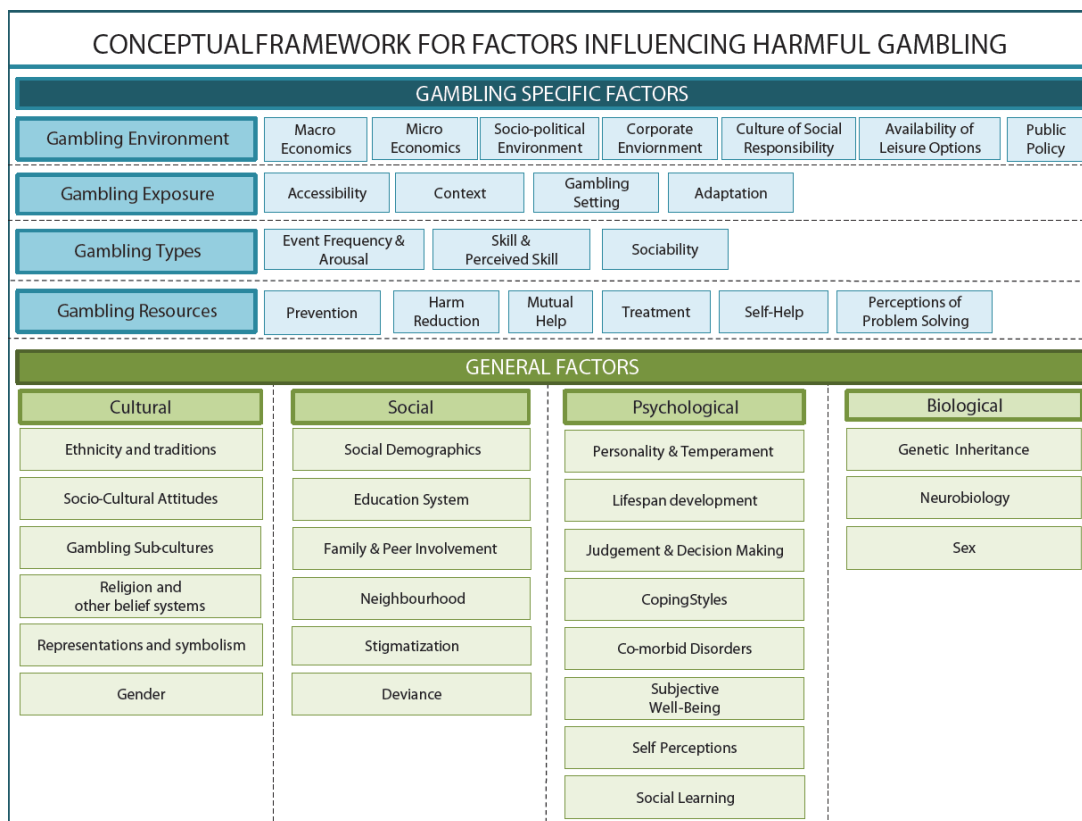 CONCEPTUAL FRAMEWORK FOR FACTORS INFLUENCING HARMFUL GAMBLING
GAMBLING SPECIFIC FACTORS
Gambling Environment
Macro
Economics
Micro
Economics
Socio-political
Environment
Corporate
Enviornment
Culture of Social
Responsibility
Availability of
Leisure Options
Public
Policy
Gambling Exposure
Accessibility
Context
Gambling
Setting
Adaptation
Gambling Types
Event Frequency &
Arousal
Skill &
Perceived Skill
Sociability
Gambling Resources
Prevention
Harm
Reduction
Mutual
Help
Treatment
Self-Help
Perceptions of
Problem Solving
GENERAL FACTORS
Cultural
Ethnicity and traditions
Socio-Cultural Attitudes
Gambling Sub-cultures
Religion and
other belief systems
Representations and symbolism
Gender
Social
Social Demographics
Education System
Family & Peer Involvement
Neighbourhood
Stigmatization
Deviance
Psychological
Personality & Temperament
Lifespan development
Judgement & Decision Making
Coping Styles
Co-morbid Disorders
Subjective
Well-Being
Self Perceptions
Social Learning
Biological
Genetic Inheritance
Neurobiology
Sex